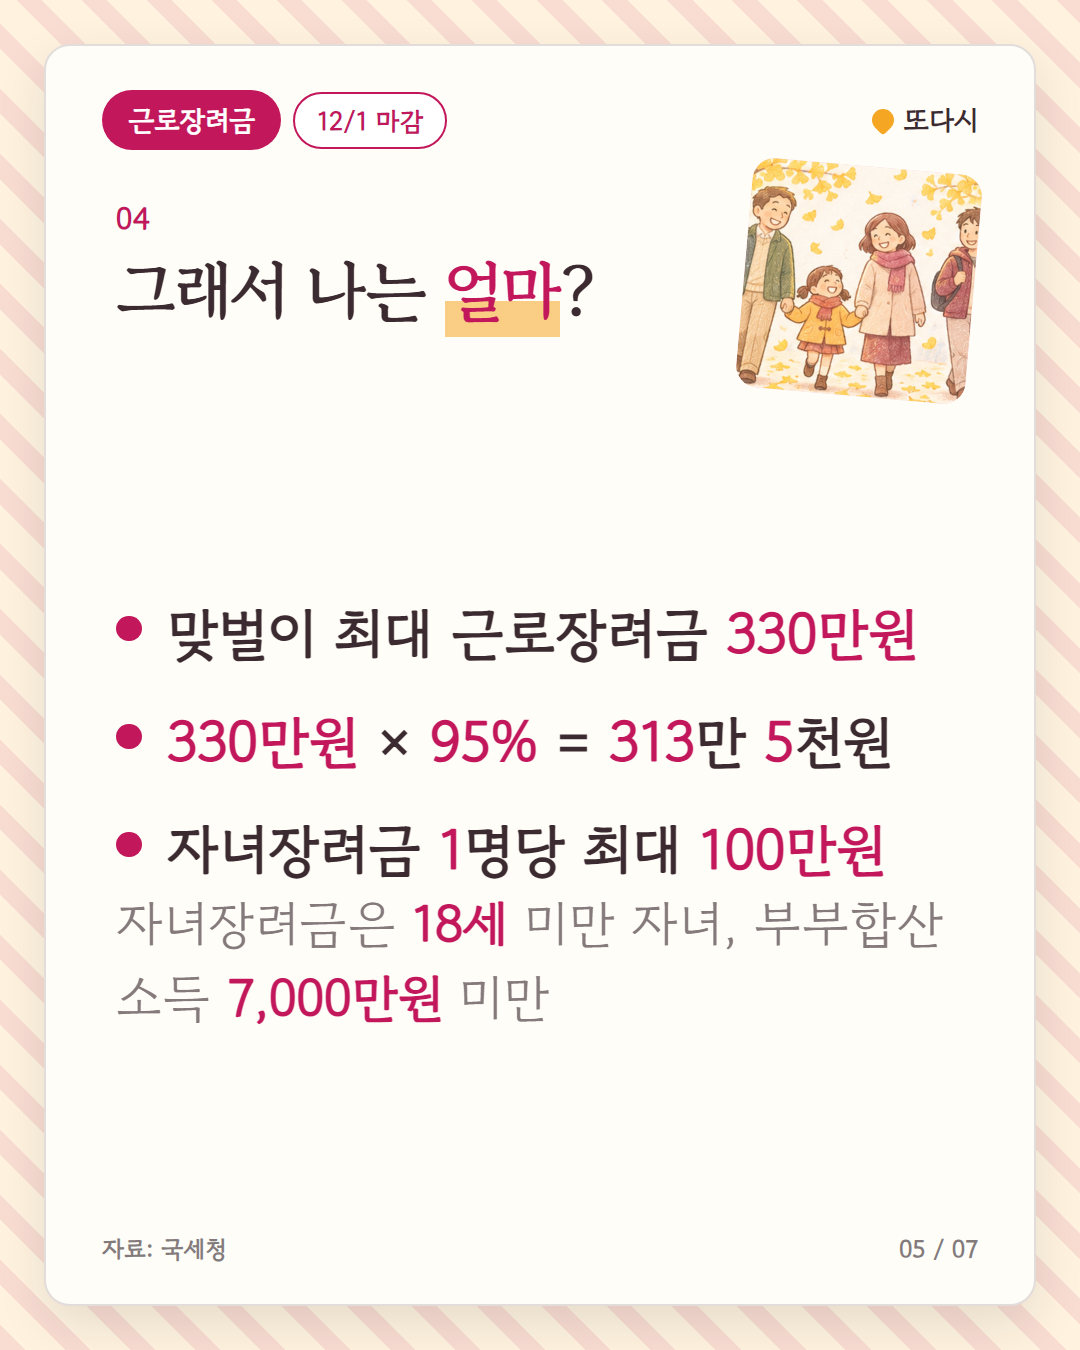 근로장려금
12/1 마감
또다시
04
그래서 나는 얼마?
맞벌이 최대 근로장려금 330만원
330만원 × 95% = 313만 5천원
자녀장려금 1명당 최대 100만원
자녀장려금은 18세 미만 자녀, 부부합산
소득 7,000만원 미만
자료: 국세청
05 / 07